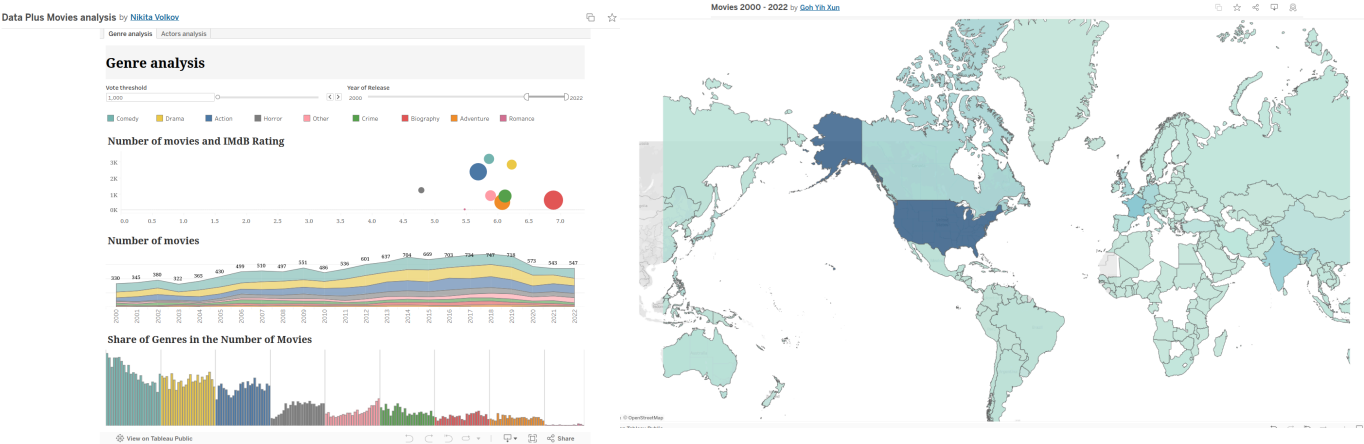 Data Plus Movies analysis by Nikita Volkov
Genre analysis Actors analysis
Genre analysis
Vote threshold
1,000
Year of Release
2000 2022
Comedy Drama Action Horror Other Crime Biography Adventure Romance
Number of movies and IMDb Rating
3K
2K
1K
0K
0.0 0.5 1.0 1.5 2.0 2.5 3.0 3.5 4.0 4.5 5.0 5.5 6.0 6.5 7.0
Number of movies
330 345 380 322 365 430 499 510 497 551 486 536 601 637 704 669 703 734 747 718 573 543 547
2000 2001 2002 2003 2004 2005 2006 2007 2008 2009 2010 2011 2012 2013 2014 2015 2016 2017 2018 2019 2020 2021 2022
Share of Genres in the Number of Movies
View on Tableau Public
Share
Movies 2000 - 2022 by Goh Yih Xun
© OpenStreetMap